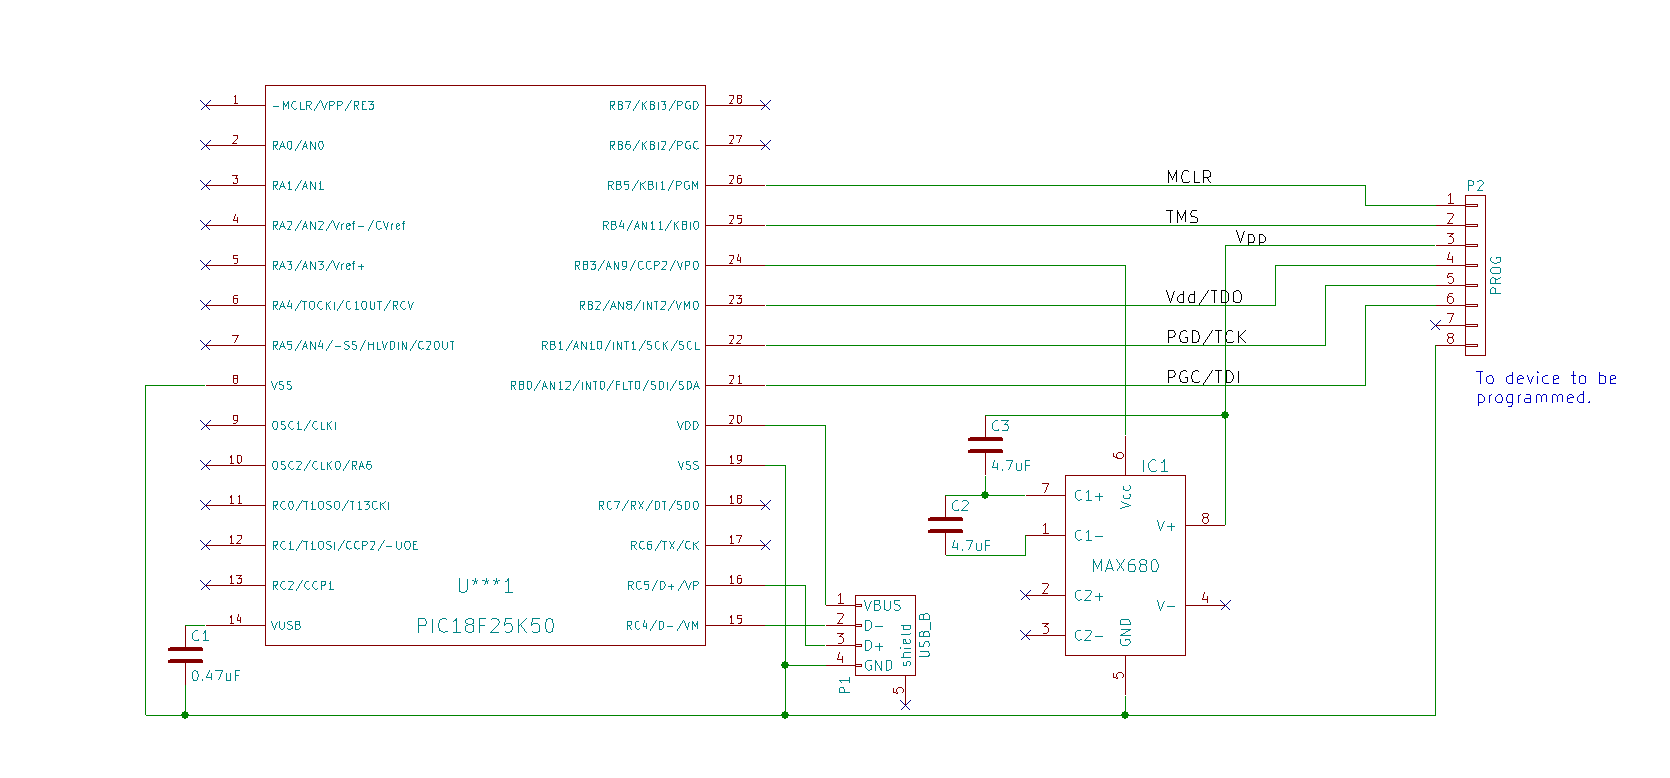 1 -MCLR/VPP/RE3
2 RA0/AN0
3 RA1/AN1
4 RA2/AN2/Vref-/CVref
5 RA3/AN3/Vref+
6 RA4/TOCKI/C1OUT/RCV
7 RA5/AN4/-SS/HLVDIN/C2OUT
8 VSS
9 OSC1/CLKI
10 OSC2/CLKO/RA6
11 RC0/T1OSO/T13CKI
12 RC1/T1OSI/CCP2/-UOE
13 RC2/CCP1
14 VUSB
RB7/KBI3/PGD 28
RB6/KBI2/PGC 27
RB5/KBI1/PGM 26
RB4/AN11/KBI0 25
RB3/AN9/CCP2/VPO 24
RB2/AN8/INT2/VMO 23
RB1/AN10/INT1/SCK/SCL 22
RB0/AN12/INT0/FLT0/SDI/SDA 21
VDD 20
VSS 19
RC7/RX/DT/SDO 18
RC6/TX/CK 17
RC5/D+/VP 16
RC4/D-/VM 15
U***1
PIC18F25K50
C1
0.47uF
MCLR
TMS
Vpp
Vdd/TDO
PGD/TCK
PGC/TDI
P2
1
2
3
4
5
6
7
8
PROG
To device to be
programmed.
C3
4.7uF
C2
4.7uF
IC1
6 Vcc
7 C1+
1 C1-
V+ 8
MAX680
2 C2+
V- 4
3 C2-
GND 5
1 VBUS
2 D-
3 D+
4 GND
shield 5
USB_B
P1